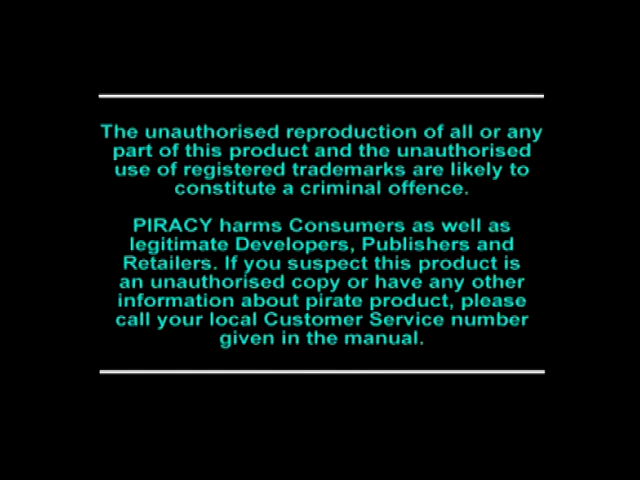 The unauthorised reproduction of all or any
part of this product and the unauthorised
use of registered trademarks are likely to
constitute a criminal offence.
PIRACY harms Consumers as well as
legitimate Developers, Publishers and
Retailers. If you suspect this product is
an unauthorised copy or have any other
information about pirate product, please
call your local Customer Service number
given in the manual.